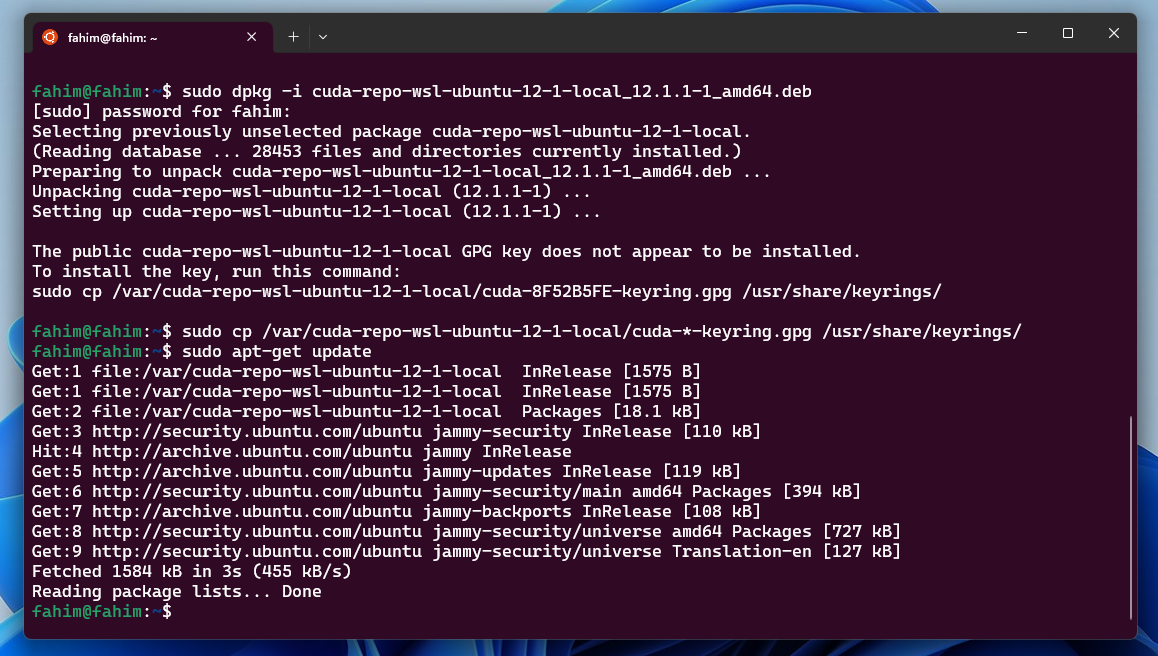 fahim@fahim: ~
fahim@fahim:~$ sudo dpkg -i cuda-repo-wsl-ubuntu-12-1-local_12.1.1-1_amd64.deb
[sudo] password for fahim:
Selecting previously unselected package cuda-repo-wsl-ubuntu-12-1-local.
(Reading database ... 28453 files and directories currently installed.)
Preparing to unpack cuda-repo-wsl-ubuntu-12-1-local_12.1.1-1_amd64.deb ...
Unpacking cuda-repo-wsl-ubuntu-12-1-local (12.1.1-1) ...
Setting up cuda-repo-wsl-ubuntu-12-1-local (12.1.1-1) ...
The public cuda-repo-wsl-ubuntu-12-1-local GPG key does not appear to be installed.
To install the key, run this command:
sudo cp /var/cuda-repo-wsl-ubuntu-12-1-local/cuda-8F52B5FE-keyring.gpg /usr/share/keyrings/
fahim@fahim:~$ sudo cp /var/cuda-repo-wsl-ubuntu-12-1-local/cuda-*-keyring.gpg /usr/share/keyrings/
fahim@fahim:~$ sudo apt-get update
Get:1 file:/var/cuda-repo-wsl-ubuntu-12-1-local  InRelease [1575 B]
Get:1 file:/var/cuda-repo-wsl-ubuntu-12-1-local  InRelease [1575 B]
Get:2 file:/var/cuda-repo-wsl-ubuntu-12-1-local  Packages [18.1 kB]
Get:3 http://security.ubuntu.com/ubuntu jammy-security InRelease [110 kB]
Hit:4 http://archive.ubuntu.com/ubuntu jammy InRelease
Get:5 http://archive.ubuntu.com/ubuntu jammy-updates InRelease [119 kB]
Get:6 http://security.ubuntu.com/ubuntu jammy-security/main amd64 Packages [394 kB]
Get:7 http://archive.ubuntu.com/ubuntu jammy-backports InRelease [108 kB]
Get:8 http://security.ubuntu.com/ubuntu jammy-security/universe amd64 Packages [727 kB]
Get:9 http://security.ubuntu.com/ubuntu jammy-security/universe Translation-en [127 kB]
Fetched 1584 kB in 3s (455 kB/s)
Reading package lists... Done
fahim@fahim:~$